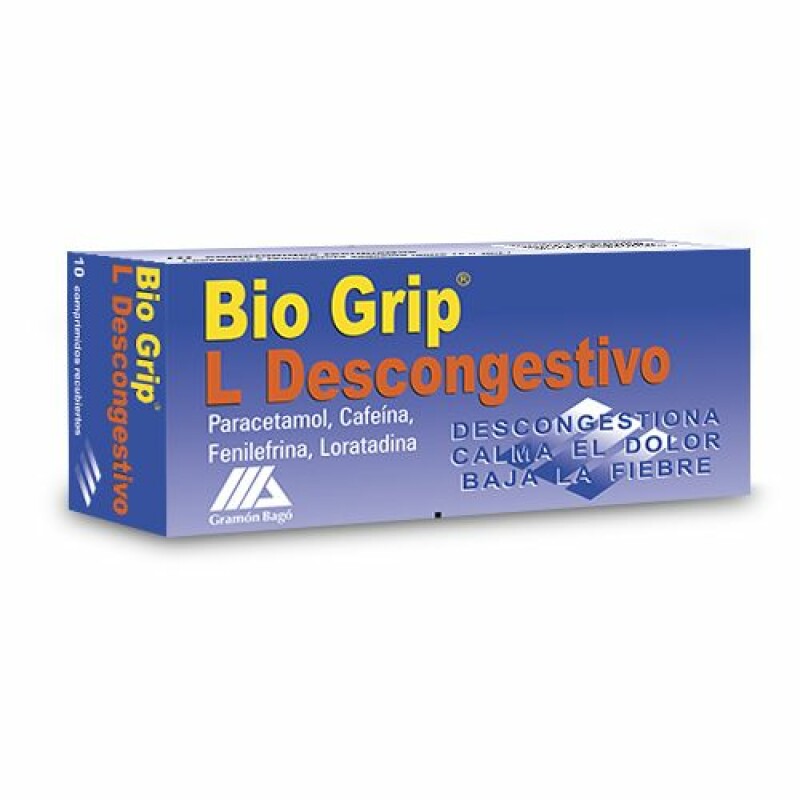 Bio Grip®
L Descongestivo
Paracetamol, Cafeína,
Fenilefrina, Loratadina
DESCONGESTIONA
CALMA EL DOLOR
BAJA LA FIEBRE
Gramón Bagó
Bio Grip®
L Descongestivo
10 comprimidos recubiertos